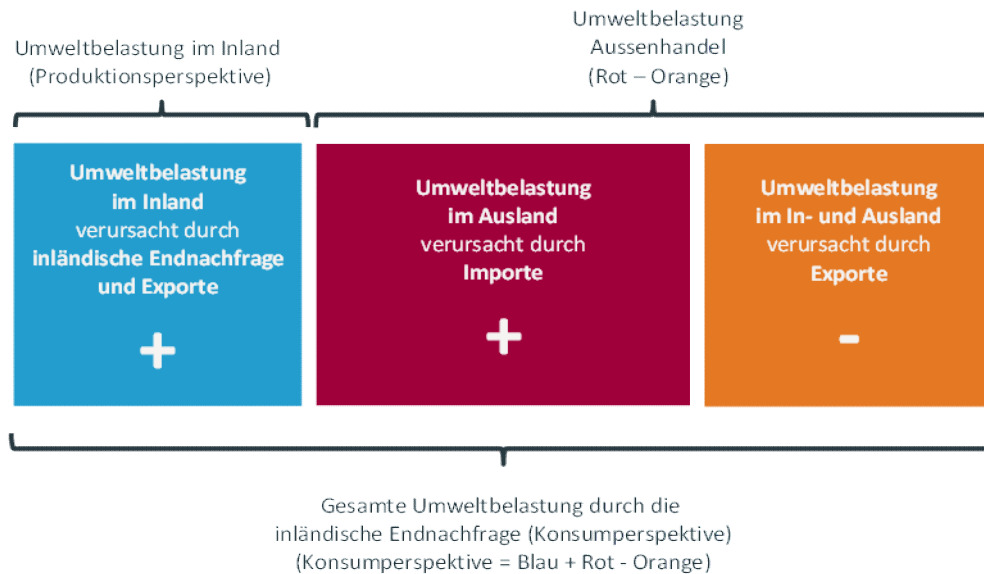 Umweltbelastung im Inland
(Produktionsperspektive)
Umweltbelastung
Aussenhandel
(Rot – Orange)
Umweltbelastung
im Inland
verursacht durch
inländische Endnachfrage
und Exporte
+
Umweltbelastung
im Ausland
verursacht durch
Importe
+
Umweltbelastung
im In- und Ausland
verursacht durch
Exporte
-
Gesamte Umweltbelastung durch die
inländische Endnachfrage (Konsumperspektive)
(Konsumperspektive = Blau + Rot - Orange)